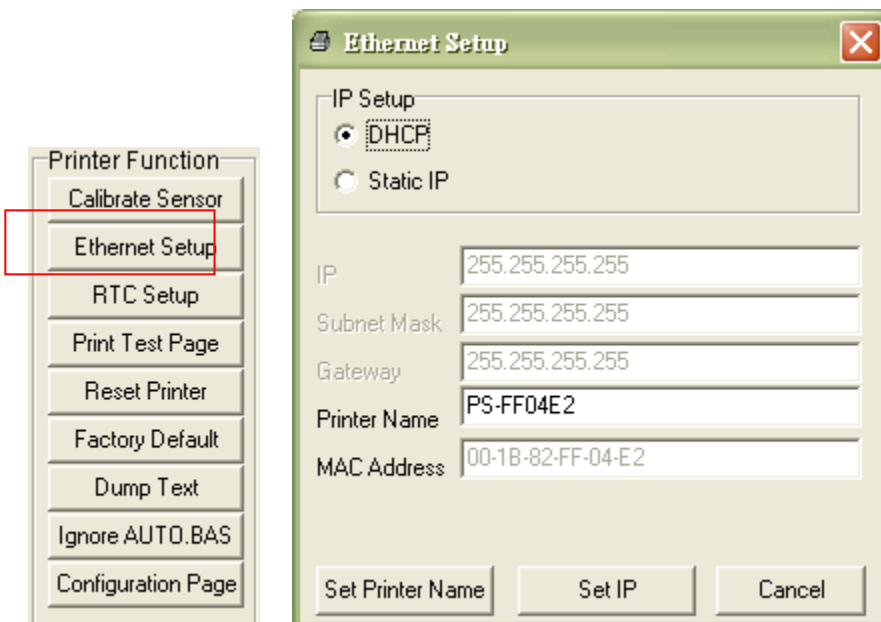 Printer Function
Calibrate Sensor
Ethernet Setup
RTC Setup
Print Test Page
Reset Printer
Factory Default
Dump Text
Ignore AUTO.BAS
Configuration Page
Ethernet Setup
IP Setup
DHCP
Static IP
IP 255.255.255.255
Subnet Mask 255.255.255.255
Gateway 255.255.255.255
Printer Name PS-FF04E2
MAC Address 00-1B-82-FF-04-E2
Set Printer Name Set IP Cancel